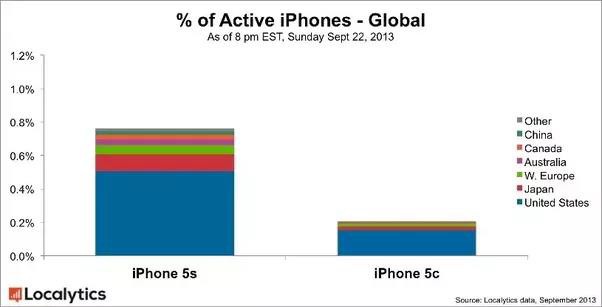 % of Active iPhones - Global
As of 8 pm EST, Sunday Sept 22, 2013
1.2%
1.0%
0.8%
0.6%
0.4%
0.2%
0.0%
iPhone 5s
iPhone 5c
Other
China
Canada
Australia
W. Europe
Japan
United States
Localytics
Source: Localytics data, September 2013